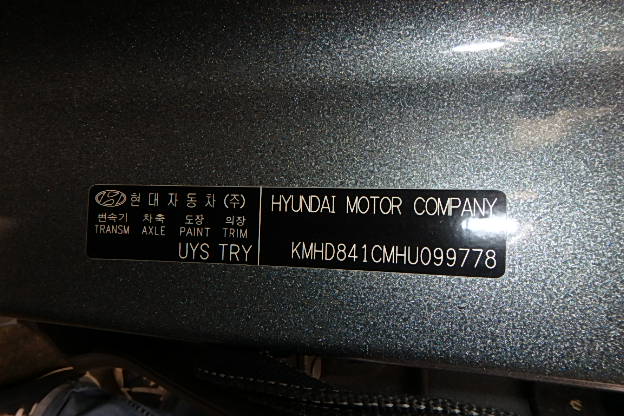 현대자동차(주)
변속기 차축 도장 의장
TRANSM AXLE PAINT TRIM
UYS TRY
HYUNDAI MOTOR COMPANY
KMHD841CMHU099778